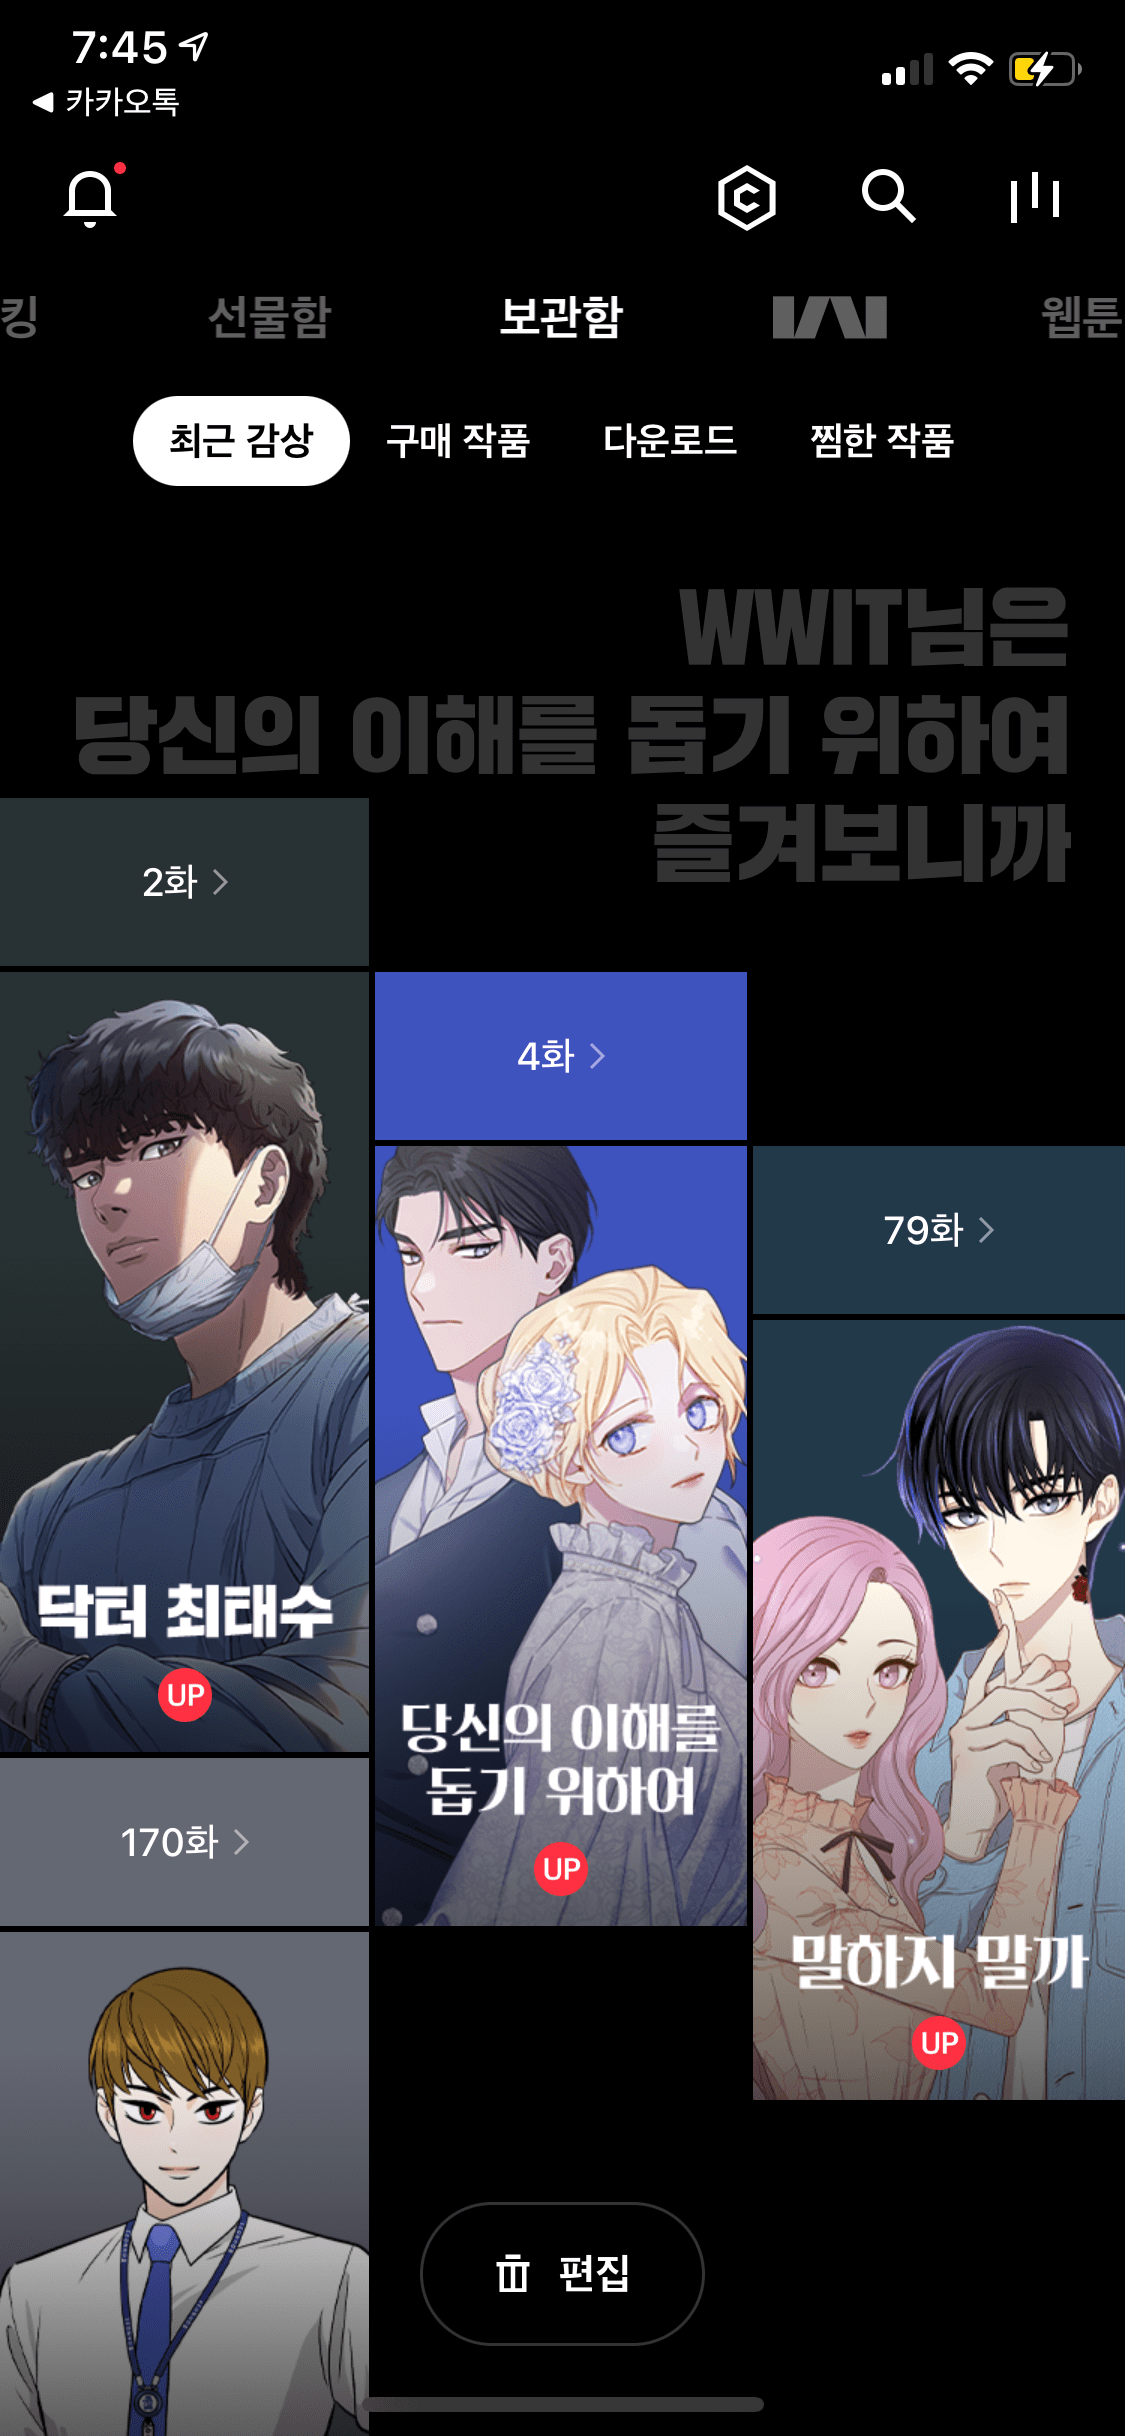 7:45
◀ 카카오톡
킹 선물함 보관함 웹툰
최근 감상 구매 작품 다운로드 찜한 작품
WWIT님은
당신의 이해를 돕기 위하여
즐겨보니까
2화 >
4화 >
79화 >
닥터 최태수
UP
당신의 이해를
돕기 위하여
UP
170화 >
말하지 말까
UP
편집